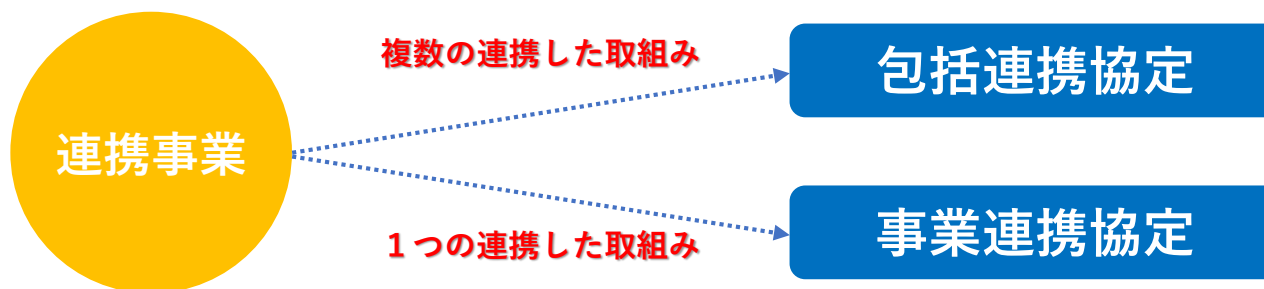 複数の連携した取組み
包括連携協定
連携事業
１つの連携した取組み
事業連携協定